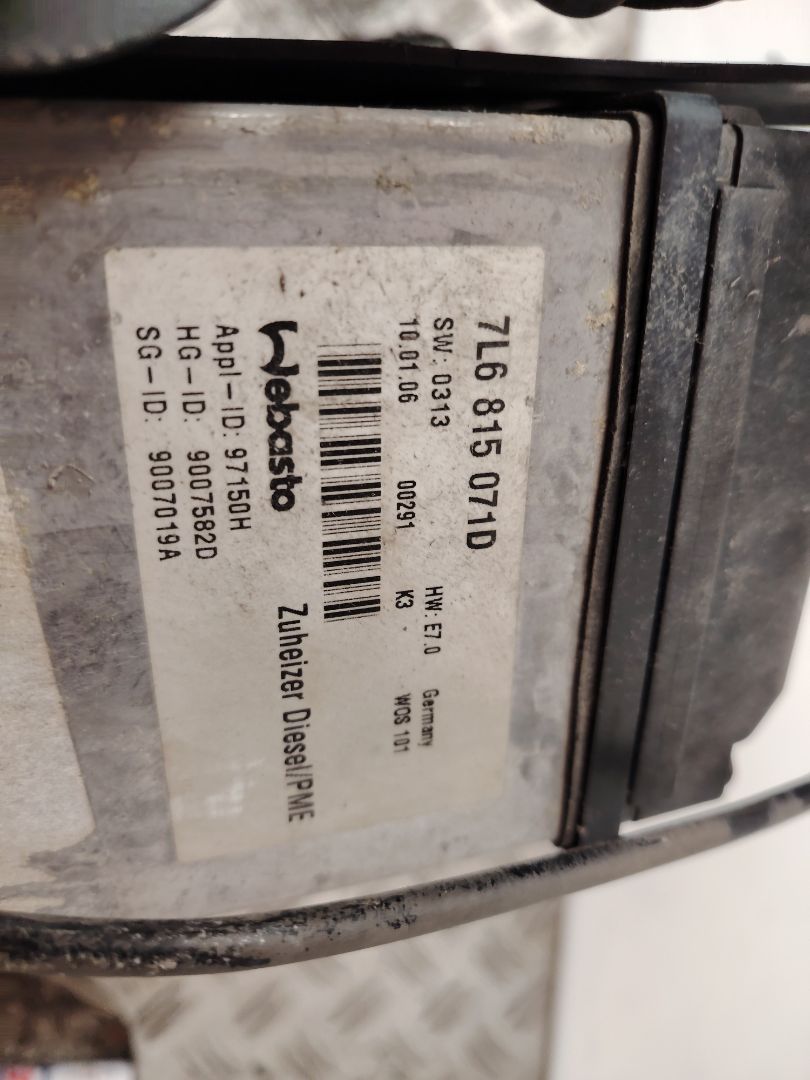 7L6 815 071D
SW: 0313 HW: E7.0 Germany
10.01.06 00291 K3 WOS 101
Webasto Zuheizer Diesel/PME
Appl-ID: 97150H
HG-ID: 9007582D
SG-ID: 9007019A